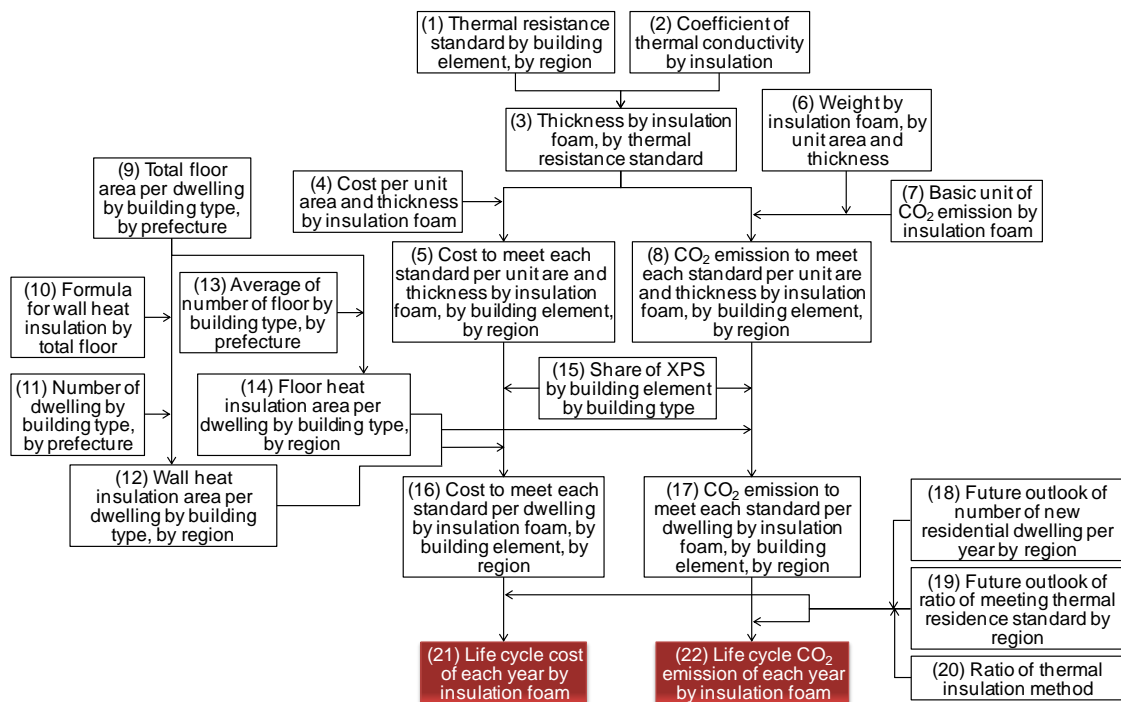 (1) Thermal resistance
standard by building
element, by region
(2) Coefficient of
thermal conductivity
by insulation
(3) Thickness by insulation
foam, by thermal
resistance standard
(6) Weight by
insulation foam, by
unit area and
thickness
(9) Total floor
area per dwelling
by building type,
by prefecture
(4) Cost per unit
area and thickness
by insulation foam
(7) Basic unit of
CO₂ emission by
insulation foam
(5) Cost to meet each
standard per unit are and
thickness by insulation
foam, by building element,
by region
(8) CO₂ emission to meet
each standard per unit are
and thickness by insulation
foam, by building element,
by region
(10) Formula
for wall heat
insulation by
total floor
(13) Average of
number of floor by
building type, by
prefecture
(15) Share of XPS
by building element
by building type
(11) Number of
dwelling by
building type,
by prefecture
(14) Floor heat
insulation area per
dwelling by building type,
by region
(12) Wall heat
insulation area per
dwelling by building
type, by region
(16) Cost to meet each
standard per dwelling
by insulation foam, by
building element, by
region
(17) CO₂ emission to
meet each standard per
dwelling by insulation
foam, by building
element, by region
(18) Future outlook of
number of new
residential dwelling per
year by region
(19) Future outlook of
ratio of meeting thermal
residence standard by
region
(20) Ratio of thermal
insulation method
(21) Life cycle cost
of each year by
insulation foam
(22) Life cycle CO₂
emission of each year
by insulation foam